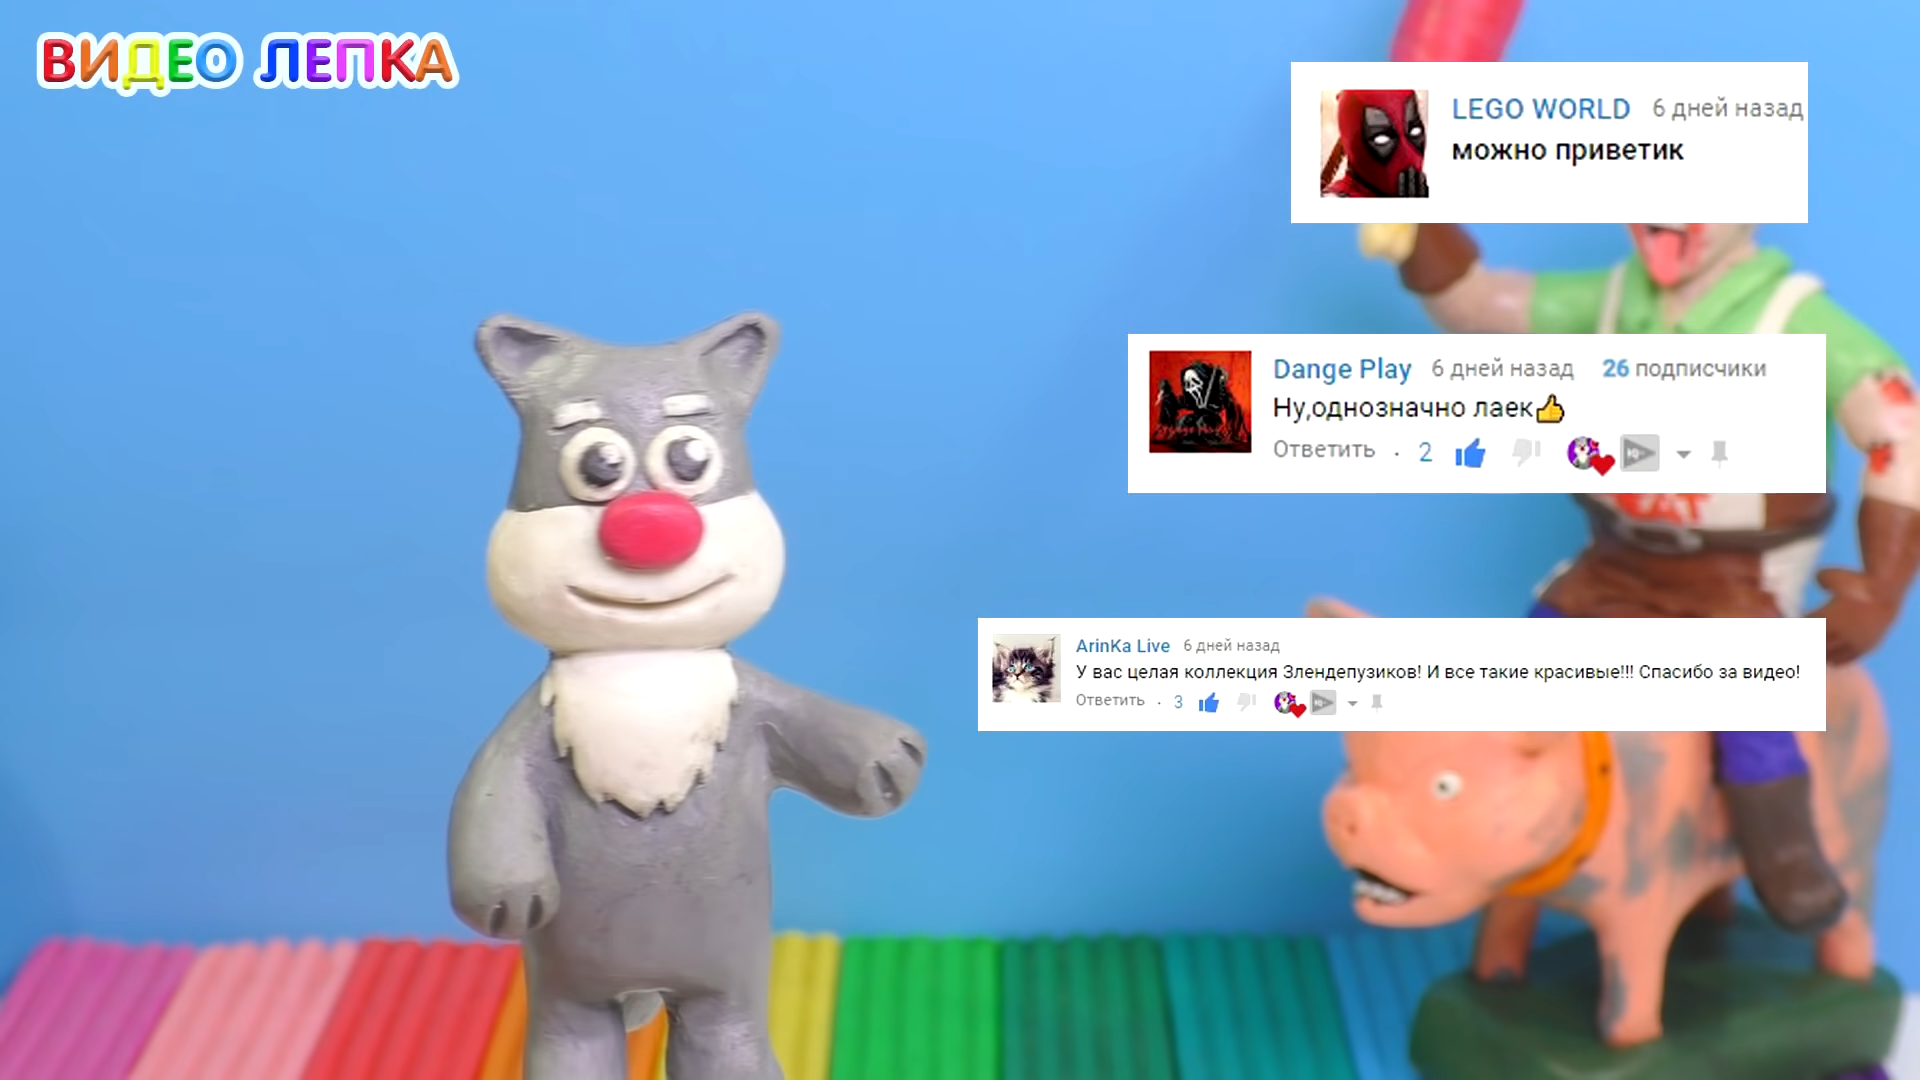 ВИДЕО ЛЕПКА
LEGO WORLD 6 дней назад
можно приветик
Dange Play 6 дней назад 26 подписчики
Ну,однозначно лаек👍
Ответить · 2
ArinKa Live 6 дней назад
У вас целая коллекция Злендепузиков! И все такие красивые!!! Спасибо за видео!
Ответить · 3